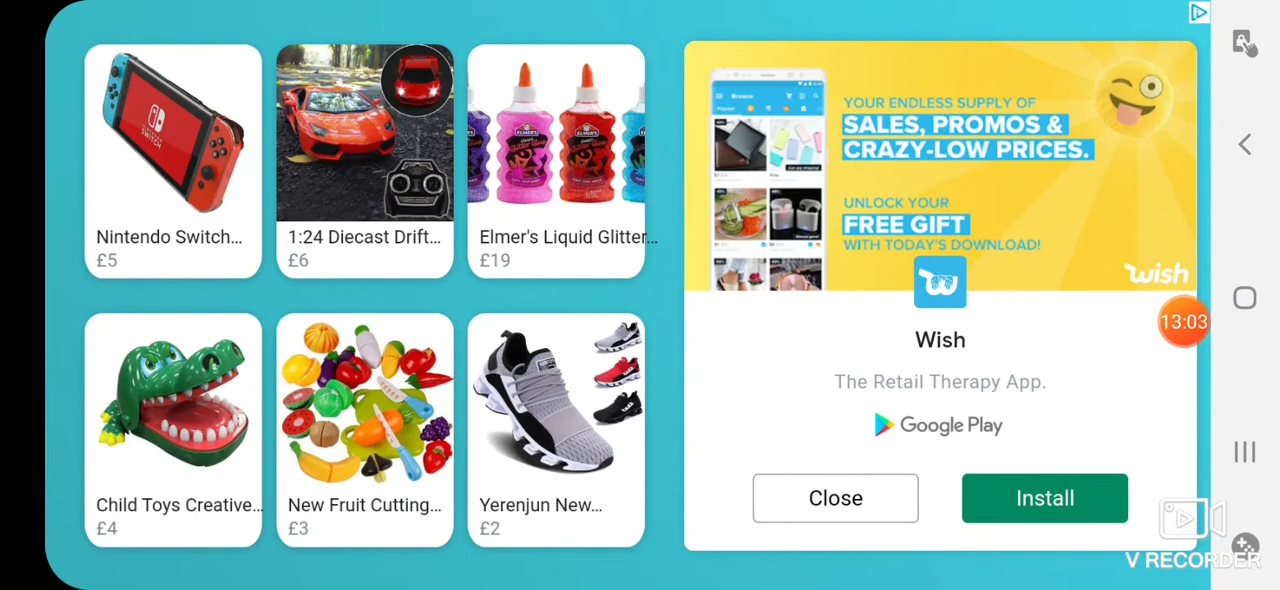 Nintendo Switch...
£5
1:24 Diecast Drift...
£6
ELMER'S
ELMER'S
Elmer's Liquid Glitter...
£19
Child Toys Creative...
£4
New Fruit Cutting...
£3
Yerenjun New...
£2
YOUR ENDLESS SUPPLY OF
SALES, PROMOS &
CRAZY-LOW PRICES.
UNLOCK YOUR
FREE GIFT
WITH TODAY'S DOWNLOAD!
wish
Wish
The Retail Therapy App.
Google Play
Close
Install
13:03
V RECORDER